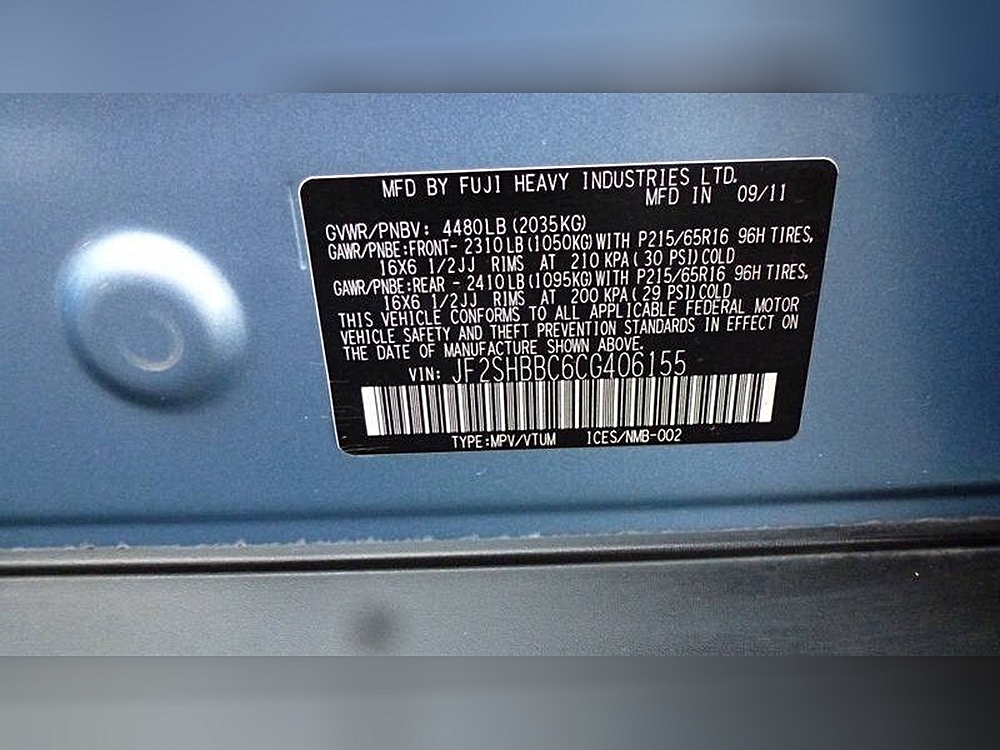 MFD BY FUJI HEAVY INDUSTRIES LTD.
MFD IN 09/11
GVWR/PNBV: 4480LB (2035KG)
GAWR/PNBE:FRONT- 2310LB (1050KG) WITH P215/65R16 96H TIRES,
16X6 1/2JJ RIMS AT 210 KPA ( 30 PSI) COLD
GAWR/PNBE:REAR - 2410LB (1095KG) WITH P215/65R16 96H TIRES,
16X6 1/2JJ RIMS AT 200 KPA ( 29 PSI) COLD
THIS VEHICLE CONFORMS TO ALL APPLICABLE FEDERAL MOTOR
VEHICLE SAFETY AND THEFT PREVENTION STANDARDS IN EFFECT ON
THE DATE OF MANUFACTURE SHOWN ABOVE.
VIN: JF2SHBBC6CG406155
TYPE:MPV/VTUM ICES/NMB-002